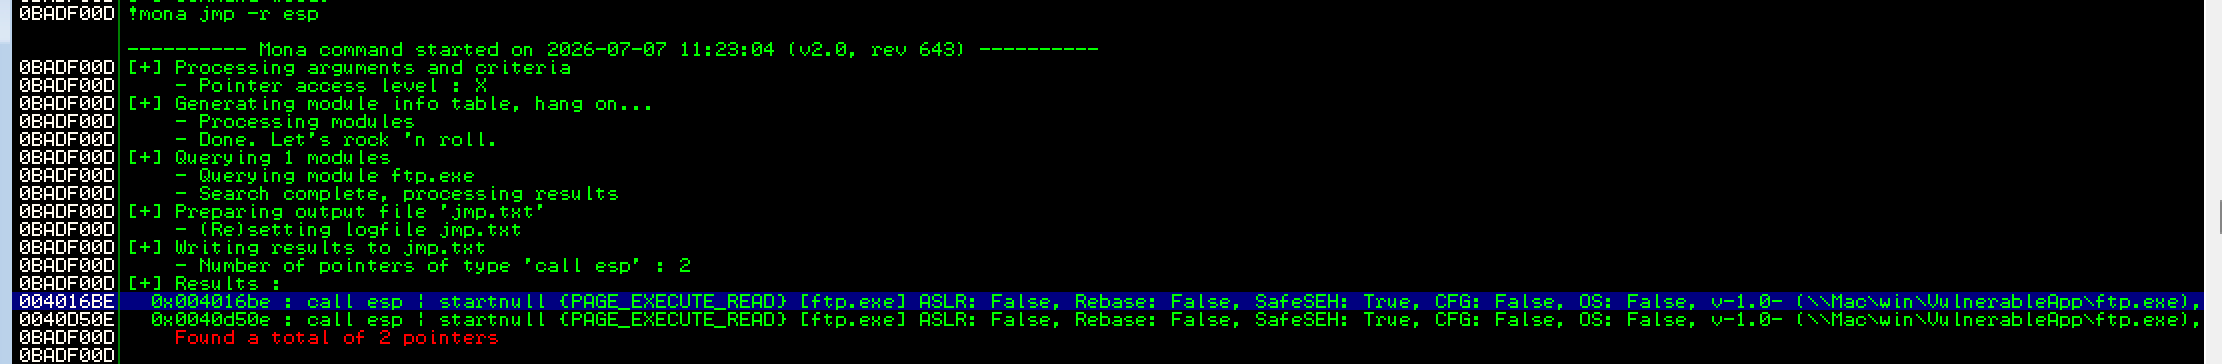 0BADF00D !mona jmp -r esp
---------- Mona command started on 2026-07-07 11:23:04 (v2.0, rev 643) ----------
0BADF00D [+] Processing arguments and criteria
0BADF00D     - Pointer access level : X
0BADF00D [+] Generating module info table, hang on...
0BADF00D     - Processing modules
0BADF00D     - Done. Let's rock 'n roll.
0BADF00D [+] Querying 1 modules
0BADF00D     - Querying module ftp.exe
0BADF00D     - Search complete, processing results
0BADF00D [+] Preparing output file 'jmp.txt'
0BADF00D     - (Re)setting logfile jmp.txt
0BADF00D [+] Writing results to jmp.txt
0BADF00D     - Number of pointers of type 'call esp' : 2
0BADF00D [+] Results :
004016BE   0x004016be : call esp | startnull {PAGE_EXECUTE_READ} [ftp.exe] ASLR: False, Rebase: False, SafeSEH: True, CFG: False, OS: False, v-1.0- (\\Mac\win\VulnerableApp\ftp.exe),
0040D50E   0x0040d50e : call esp | startnull {PAGE_EXECUTE_READ} [ftp.exe] ASLR: False, Rebase: False, SafeSEH: True, CFG: False, OS: False, v-1.0- (\\Mac\win\VulnerableApp\ftp.exe),
0BADF00D     Found a total of 2 pointers
0BADF00D